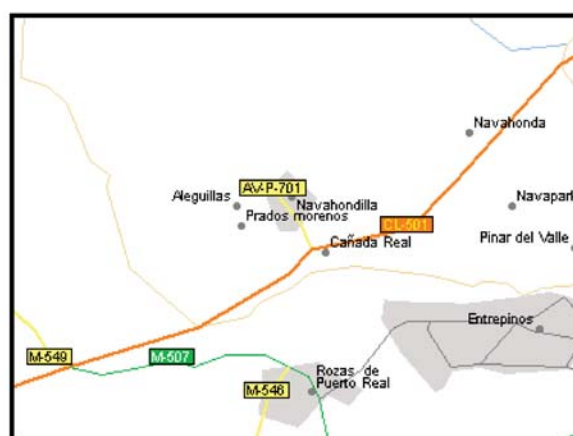 Navahonda
AV-P-701
Aleguillas
Navahondilla
Prados morenos
CL-501
Cañada Real
Pinar del Valle
Entrepinos
M-549
M-507
Rozas de
Puerto Real
M-546